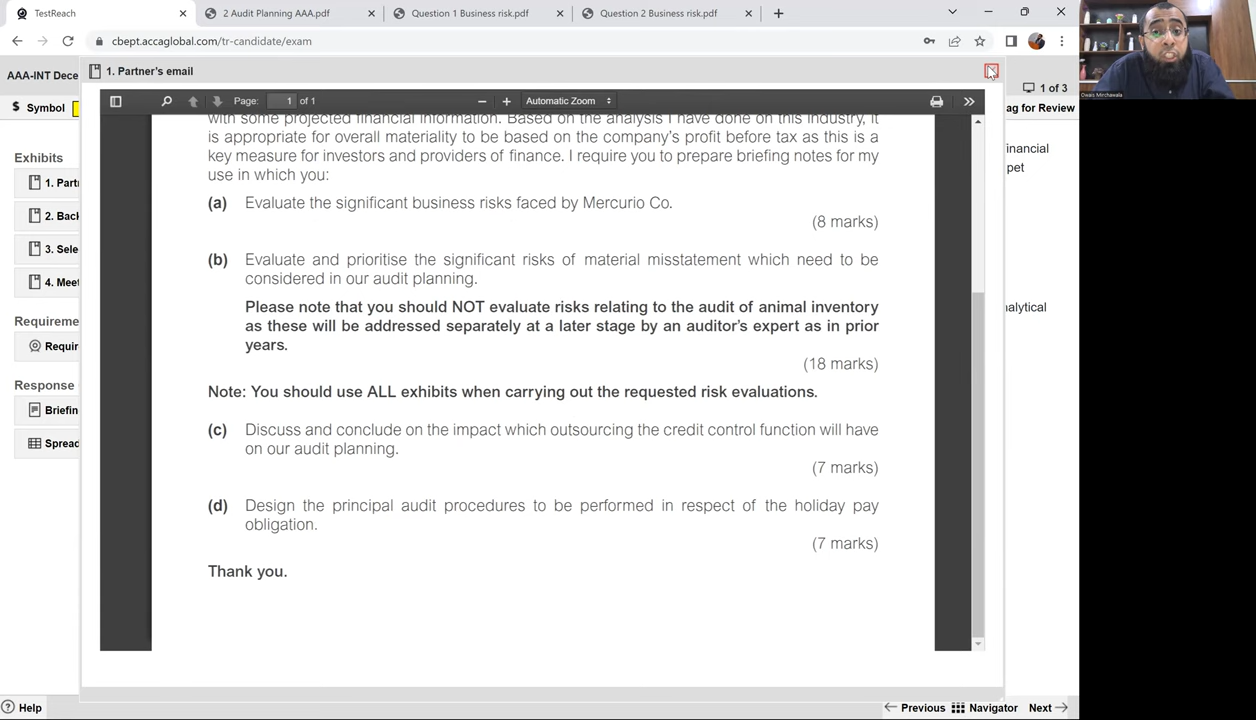 TestReach
2 Audit Planning AAA.pdf
Question 1 Business risk.pdf
Question 2 Business risk.pdf
cbept.accaglobal.com/tr-candidate/exam
AAA-INT Dece
1. Partner's email
1 of 3
$ Symbol
Page: 1 of 1
Automatic Zoom
ag for Review
Owais Mirchawala
Exhibits
1. Part
2. Back
3. Sele
4. Meet
Requireme
Requir
Response
Briefin
Spread
with some projected financial information. Based on the analysis I have done on this industry, it
is appropriate for overall materiality to be based on the company's profit before tax as this is a
key measure for investors and providers of finance. I require you to prepare briefing notes for my
use in which you:
(a) Evaluate the significant business risks faced by Mercurio Co.
(8 marks)
(b) Evaluate and prioritise the significant risks of material misstatement which need to be
considered in our audit planning.
Please note that you should NOT evaluate risks relating to the audit of animal inventory
as these will be addressed separately at a later stage by an auditor's expert as in prior
years.
(18 marks)
Note: You should use ALL exhibits when carrying out the requested risk evaluations.
(c) Discuss and conclude on the impact which outsourcing the credit control function will have
on our audit planning.
(7 marks)
(d) Design the principal audit procedures to be performed in respect of the holiday pay
obligation.
(7 marks)
Thank you.
inancial
pet
nalytical
Help
Previous
Navigator
Next